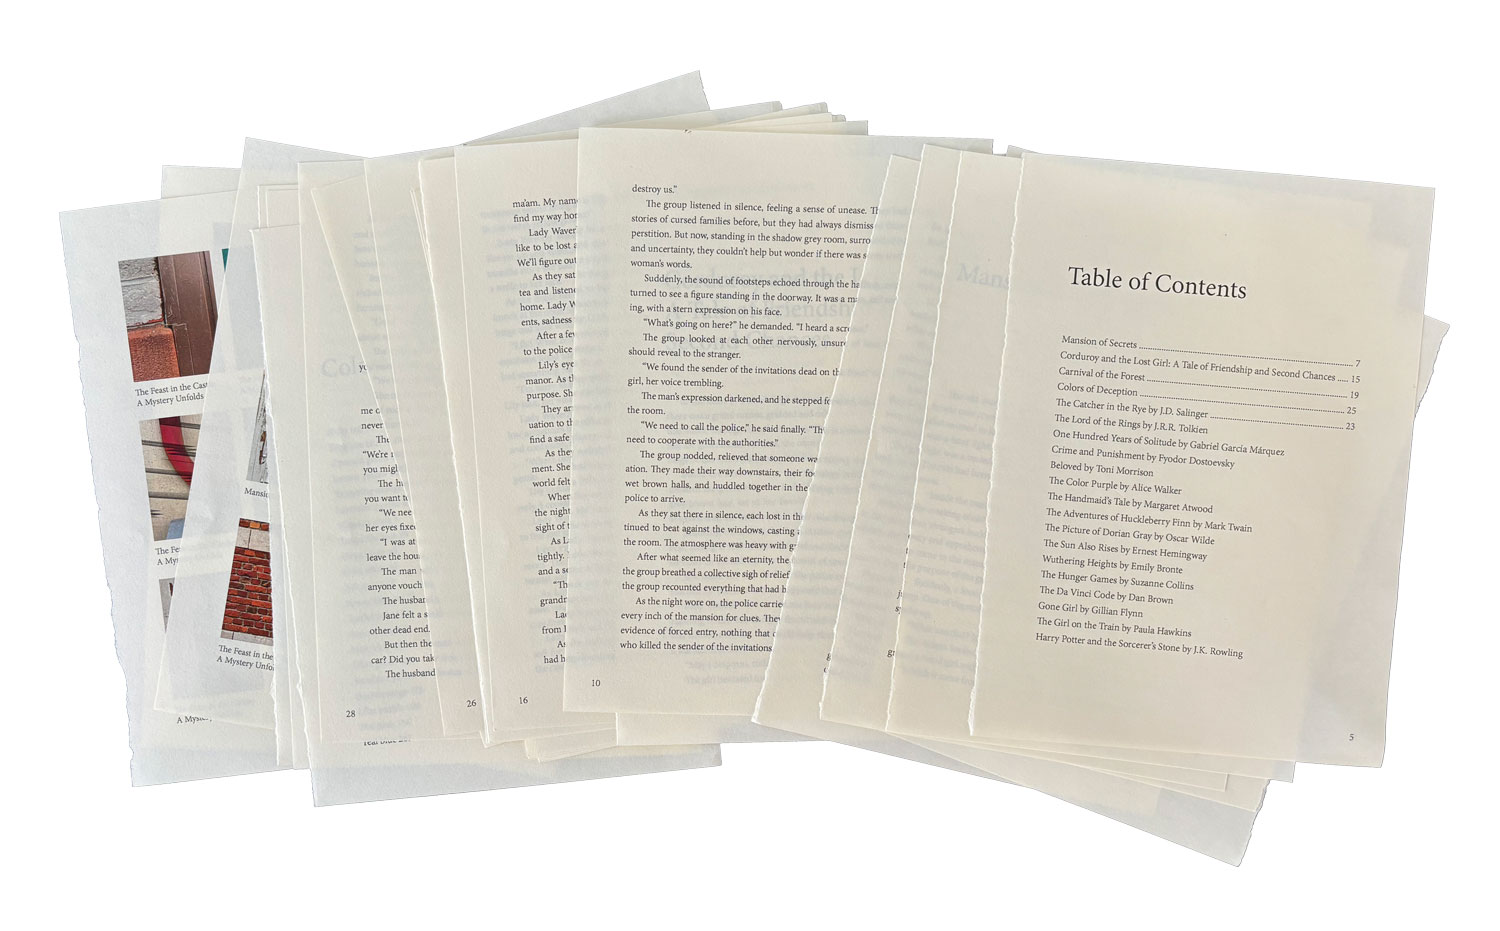 The Feast in the Cast
A Mystery Unfolds
The Fe
A My
A Myst
Mansi
The Feast in the
A Mystery Unfo
Col
yo
me c
never
The
“We’re
you migl
The h
you want t
“We nee
her eyes fixe
“I was at
leave the hou
The man
anyone vouch
The husbar
Jane felt a s
other dead end.
But then the
car? Did you tak
The husband
28
26
ma’am. My name
find my way hor
Lady Waver
like to be lost a
We’ll figure out
As they sat
tea and listene
home. Lady W
ents, sadness
After a few
to the police
Lily’s eye
manor. As th
purpose. Sh
They ar
uation to th
find a safe
As they
ment. She
world felt
When
the night
sight of t
As La
tightly.
and a se
“Th
grandr
Lac
from l
As
had h
16
destroy us.”
The group listened in silence, feeling a sense of unease. Th
stories of cursed families before, but they had always dismiss
perstition. But now, standing in the shadow grey room, surro
and uncertainty, they couldn’t help but wonder if there was s
woman’s words.
Suddenly, the sound of footsteps echoed through the ha
turned to see a figure standing in the doorway. It was a ma
ing, with a stern expression on his face.
“What’s going on here?” he demanded. “I heard a scre
The group looked at each other nervously, unsure
should reveal to the stranger.
“We found the sender of the invitations dead on th
girl, her voice trembling.
The man’s expression darkened, and he stepped fo
the room.
“We need to call the police,” he said finally. “Th
need to cooperate with the authorities.”
The group nodded, relieved that someone wa
ation. They made their way downstairs, their fo
wet brown halls, and huddled together in the
police to arrive.
As they sat there in silence, each lost in the
tinued to beat against the windows, casting a
the room. The atmosphere was heavy with g
After what seemed like an eternity, the
the group breathed a collective sigh of relief
the group recounted everything that had h
As the night wore on, the police carrie
every inch of the mansion for clues. They
evidence of forced entry, nothing that
who killed the sender of the invitations
10
Mans
Table of Contents
Mansion of Secrets 7
Corduroy and the Lost Girl: A Tale of Friendship and Second Chances 15
Carnival of the Forest 19
Colors of Deception 25
The Catcher in the Rye by J.D. Salinger 23
The Lord of the Rings by J.R.R. Tolkien
One Hundred Years of Solitude by Gabriel García Márquez
Crime and Punishment by Fyodor Dostoevsky
Beloved by Toni Morrison
The Color Purple by Alice Walker
The Handmaid’s Tale by Margaret Atwood
The Adventures of Huckleberry Finn by Mark Twain
The Picture of Dorian Gray by Oscar Wilde
The Sun Also Rises by Ernest Hemingway
Wuthering Heights by Emily Bronte
The Hunger Games by Suzanne Collins
The Da Vinci Code by Dan Brown
Gone Girl by Gillian Flynn
The Girl on the Train by Paula Hawkins
Harry Potter and the Sorcerer’s Stone by J.K. Rowling
5